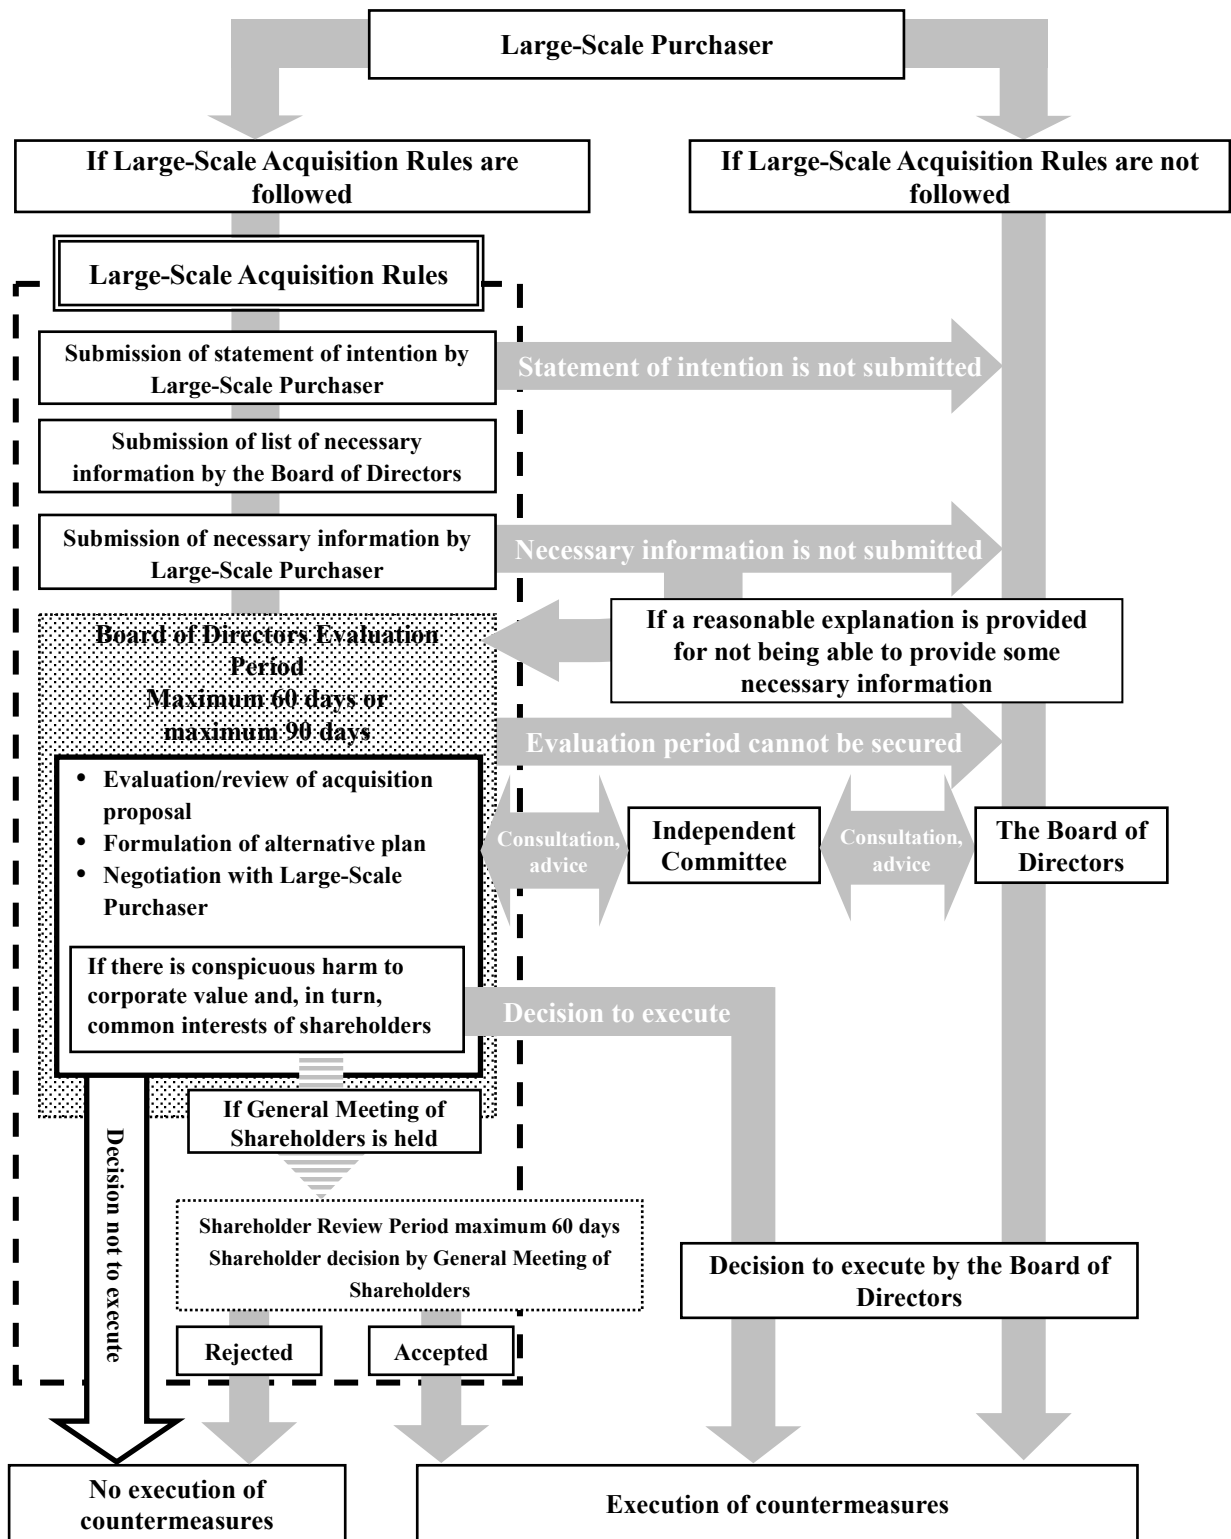 Large-Scale Purchaser
If Large-Scale Acquisition Rules are
followed
If Large-Scale Acquisition Rules are not
followed
Large-Scale Acquisition Rules
Submission of statement of intention by
Large-Scale Purchaser
Statement of intention is not submitted
Submission of list of necessary
information by the Board of Directors
Submission of necessary information by
Large-Scale Purchaser
Necessary information is not submitted
If a reasonable explanation is provided
for not being able to provide some
necessary information
Board of Directors Evaluation
Period
Maximum 60 days or
maximum 90 days
Evaluation period cannot be secured
• Evaluation/review of acquisition
proposal
• Formulation of alternative plan
• Negotiation with Large-Scale
Purchaser
Consultation,
advice
Independent
Committee
Consultation,
advice
The Board of
Directors
If there is conspicuous harm to
corporate value and, in turn,
common interests of shareholders
Decision to execute
If General Meeting of
Shareholders is held
Decision not to execute
Shareholder Review Period maximum 60 days
Shareholder decision by General Meeting of
Shareholders
Decision to execute by the Board of
Directors
Rejected
Accepted
No execution of
countermeasures
Execution of countermeasures